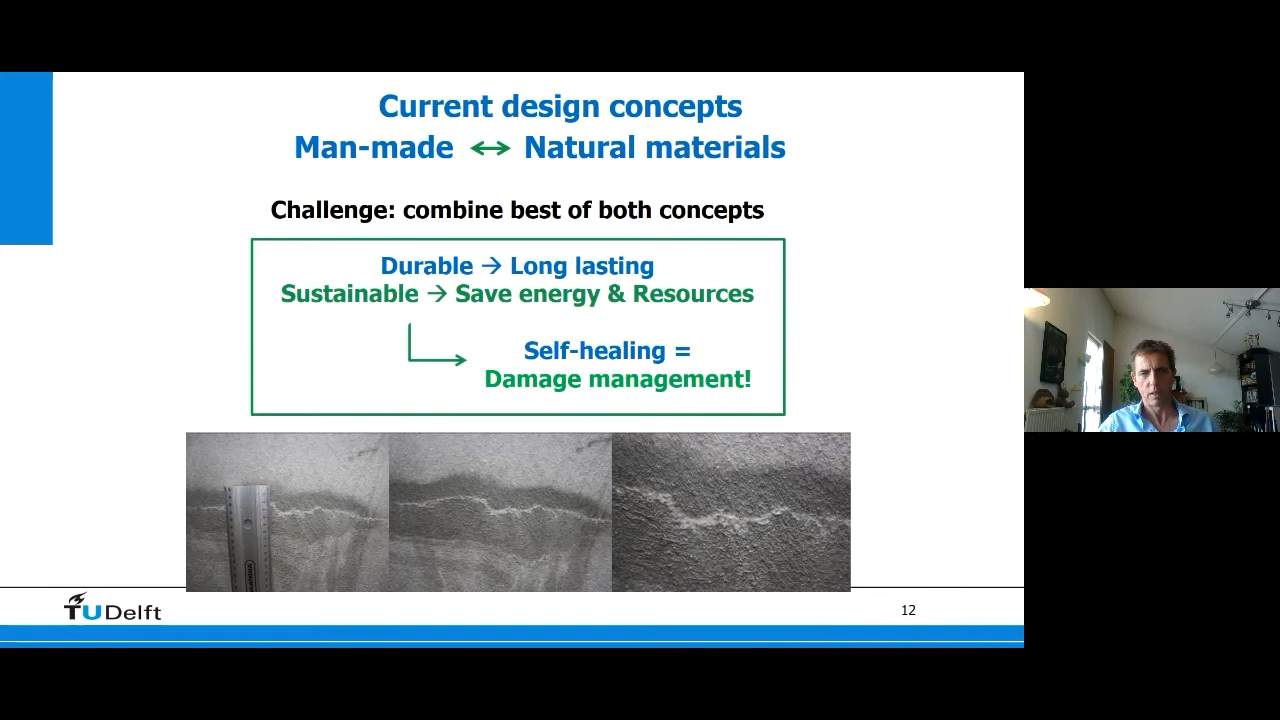 Current design concepts
Man-made ↔ Natural materials
Challenge: combine best of both concepts
Durable → Long lasting
Sustainable → Save energy & Resources
Self-healing =
Damage management!
TU Delft
12